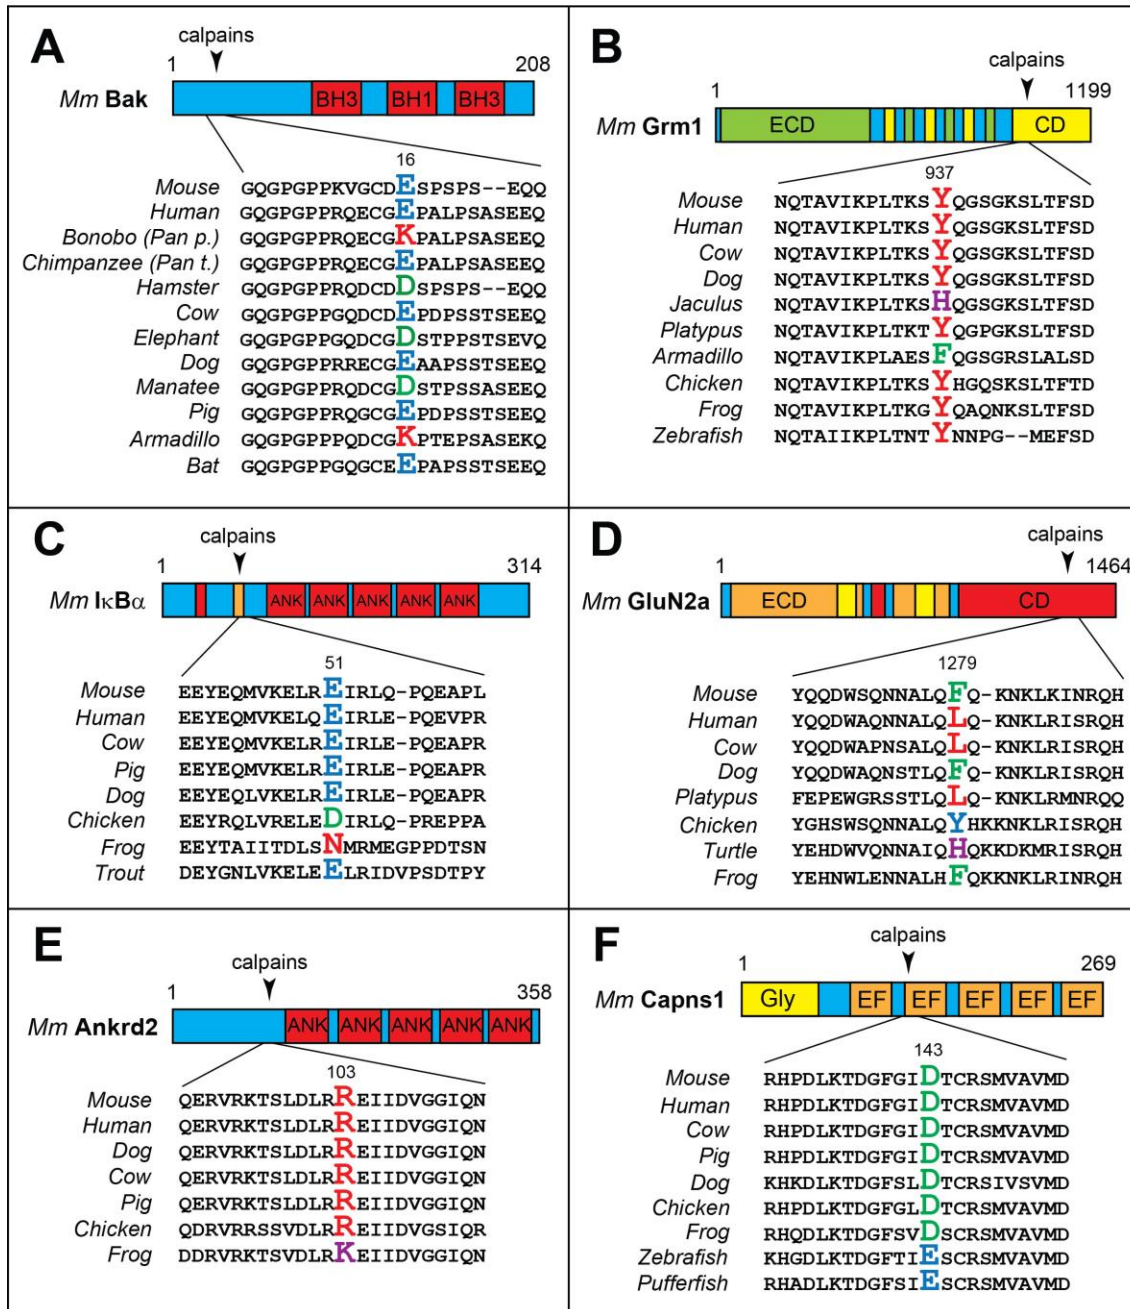 A
calpains
1 208
Mm Bak BH3 BH1 BH3
16
Mouse GQGPGPPKVGCDESPSPS--EQQ
Human GQGPGPPRQECGEPALPSASEEQ
Bonobo (Pan p.) GQGPGPPRQECGKPALPSASEEQ
Chimpanzee (Pan t.) GQGPGPPRQECGEPALPSASEEQ
Hamster GQGPGPPRQDCDDSPSPS--EQQ
Cow GQGPGPPGQDCDEPDPSSTSEEQ
Elephant GQGPGPPGQDCGDSTPPSTSEVQ
Dog GQGPGPPRRECGEAAPSSTSEEQ
Manatee GQGPGPPRQDCGDSTPSSASEEQ
Pig GQGPGPPRQGCGEPDPSSTSEEQ
Armadillo GQGPGPPPQDCGKPTEPSASEKQ
Bat GQGPGPPGQGCEEPAPSSTSEEQ
B
calpains
1 1199
Mm Grm1 ECD CD
937
Mouse NQTAVIKPLTKSYQGSGKSLTFSD
Human NQTAVIKPLTKSYQGSGKSLTFSD
Cow NQTAVIKPLTKSYQGSGKSLTFSD
Dog NQTAVIKPLTKSYQGSGKSLTFSD
Jaculus NQTAVIKPLTKSHQGSGKSLTFSD
Platypus NQTAVIKPLTKTYQGPGKSLTFSD
Armadillo NQTAVIKPLAESFQGSGRSLALSD
Chicken NQTAVIKPLTKSYHGQSKSLTFTD
Frog NQTAVIKPLTKGYQAQNKSLTFSD
Zebrafish NQTAIIKPLTNTYNNPG--MEFSD
C
calpains
1 314
Mm IκBα ANK ANK ANK ANK ANK
51
Mouse EEYEQMVKELREIRLQ-PQEAPL
Human EEYEQMVKELQEIRLE-PQEVPR
Cow EEYEQMVKELREIRLE-PQEAPR
Pig EEYEQMVKELREIRLE-PQEAPR
Dog EEYEQLVKELREIRLE-PQEAPR
Chicken EEYRQLVRELEDIRLQ-PREPPA
Frog EEYTAIITDLSNMRMEGPPDTSN
Trout DEYGNLVKELEELRIDVPSDTPY
D
calpains
1 1464
Mm GluN2a ECD CD
1279
Mouse YQQDWSQNNALQFQ-KNKLKINRQH
Human YQQDWAQNNALQLQ-KNKLRISRQH
Cow YQQDWAPNSALQLQ-KNKLRISRQH
Dog YQQDWAQNSTLQFQ-KNKLRISRQH
Platypus FEPEWGRSSTLQLQ-KNKLRMNRQQ
Chicken YGHSWSQNNALQYHKKNKLRISRQH
Turtle YEHDWVQNNAIQHQKKDKMRISRQH
Frog YEHNWLENNALHFQKKNKLRINRQH
E
calpains
1 358
Mm Ankrd2 ANK ANK ANK ANK ANK
103
Mouse QERVRKTSLDLRREIIDVGGIQN
Human QERVRKTSLDLRREIIDVGGIQN
Dog QERVRKTSLDLRREIIDVGGIQN
Cow QERVRKTSLDLRREIIDVGGIQN
Pig QERVRKTSLDLRREIIDVGGIQN
Chicken QDRVRRSSVDLRREIIDVGSIQR
Frog DDRVRKTSVDLRKEIIDVGGIQN
F
calpains
1 269
Mm Capns1 Gly EF EF EF EF EF
143
Mouse RHPDLKTDGFGIDTCRSMVAVMD
Human RHPDLKTDGFGIDTCRSMVAVMD
Cow RHPDLKTDGFGIDTCRSMVAVMD
Pig RHPDLKTDGFGIDTCRSMVAVMD
Dog KHKDLKTDGFSLDTCRSIVSVMD
Chicken RHPDLKTDGFGLDTCRSMVAVMD
Frog RHQDLKTDGFSVDSCRSMVAVMD
Zebrafish KHGDLKTDGFTIESCRSMVAVMD
Pufferfish RHADLKTDGFSIESCRSMVAVMD